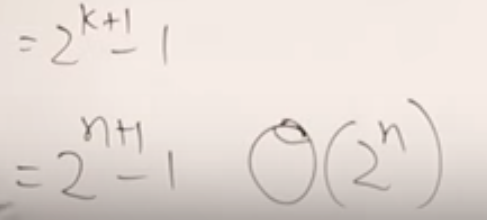 = 2^{k+1} - 1
= 2^{n+1} - 1 O(2^n)